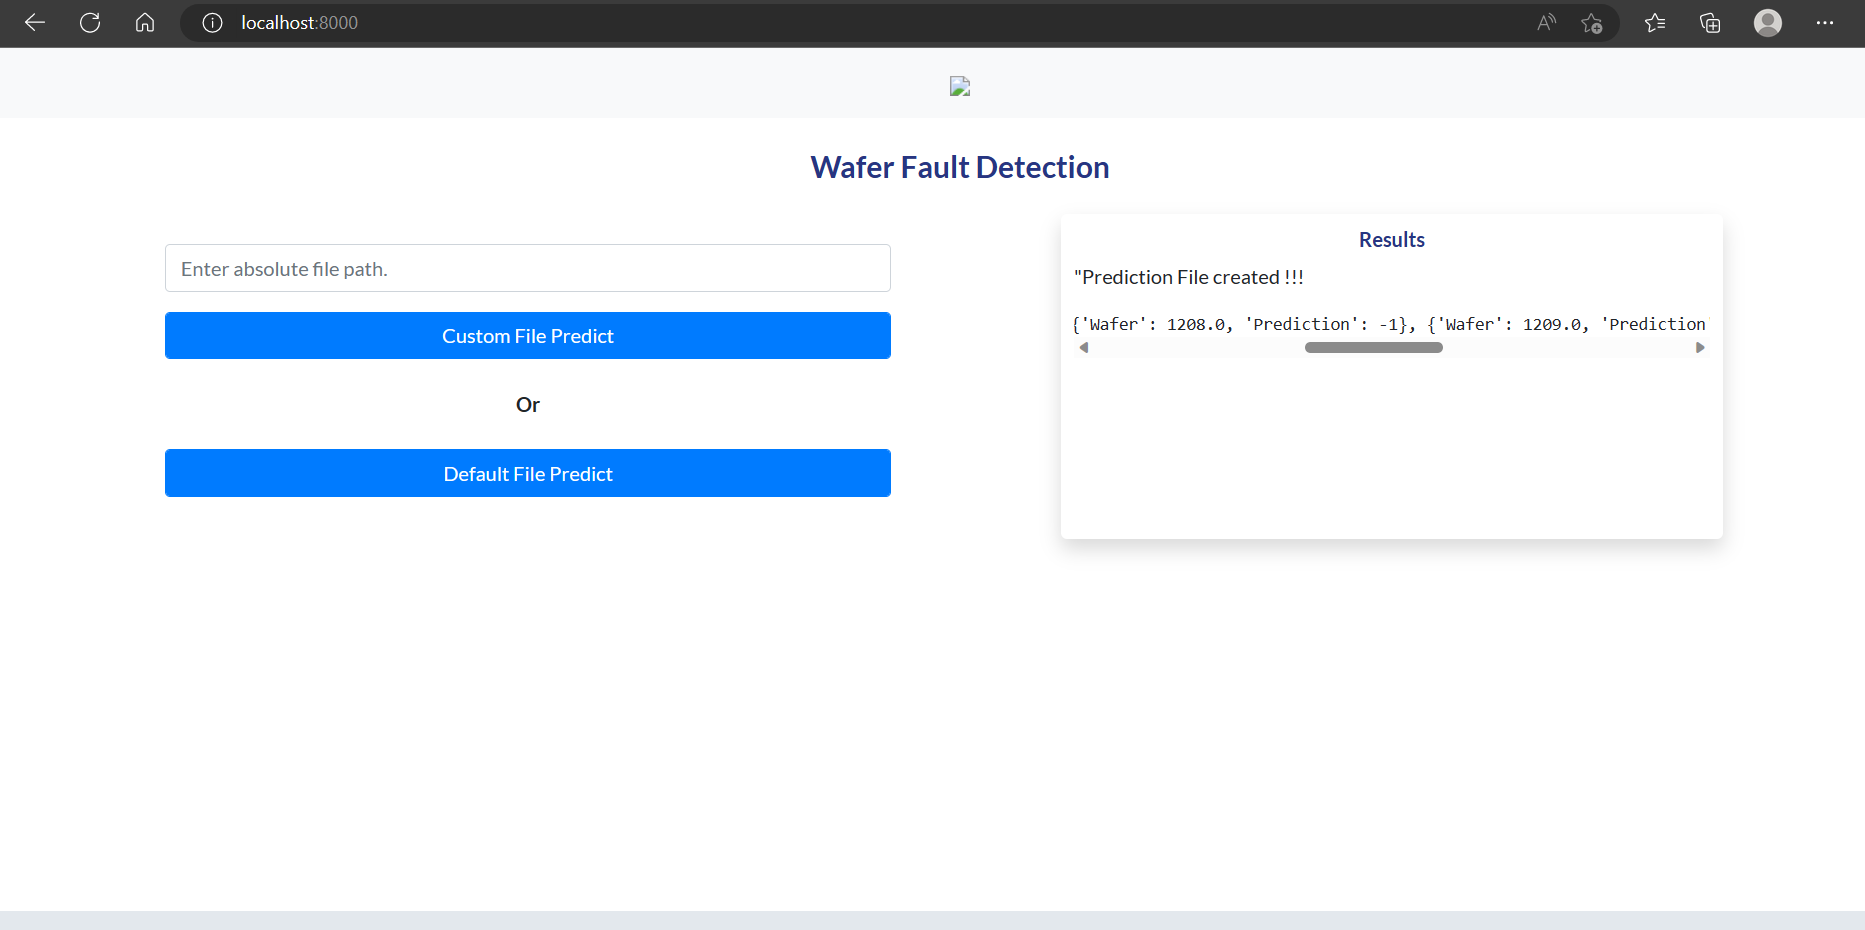 localhost:8000
Wafer Fault Detection
Enter absolute file path.
Custom File Predict
Or
Default File Predict
Results
"Prediction File created !!!
{'Wafer': 1208.0, 'Prediction': -1}, {'Wafer': 1209.0, 'Prediction'